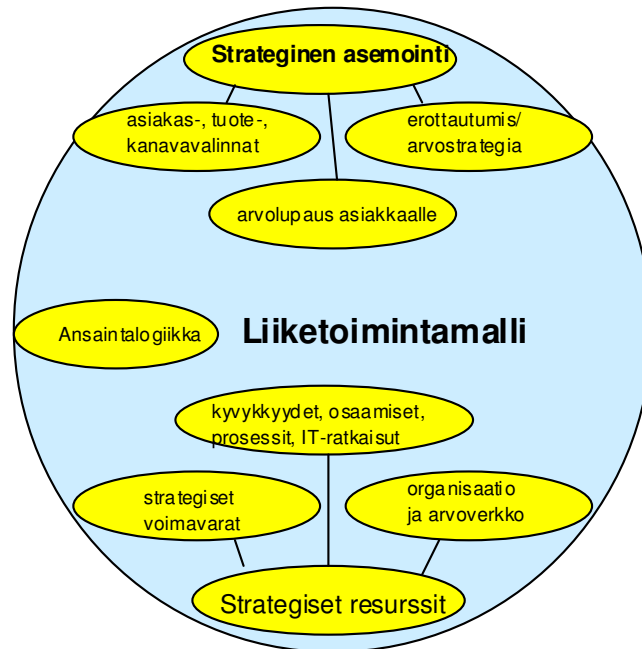 Strateginen asemointi
asiakas-, tuote-,
kanavavalinnat
erottautumis/
arvostrategia
arvolupaus asiakkaalle
Ansaintalogiikka
Liiketoimintamalli
kyvykkyydet, osaamiset,
prosessit, IT-ratkaisut
strategiset
voimavarat
organisaatio
ja arvoverkko
Strategiset resurssit